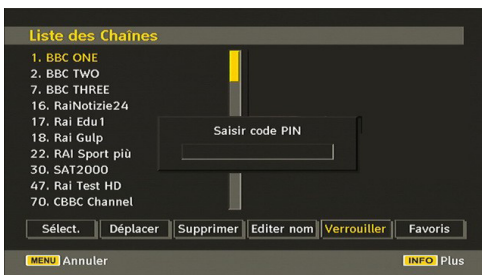 Liste des Chaînes
1. BBC ONE
2. BBC TWO
7. BBC THREE
16. RaiNotizie24
17. Rai Edu1
18. Rai Gulp
22. RAI Sport più
30. SAT2000
47. Rai Test HD
70. CBBC Channel
Saisir code PIN
Sélect. Déplacer Supprimer Editer nom Verrouiller Favoris
MENU Annuler INFO Plus